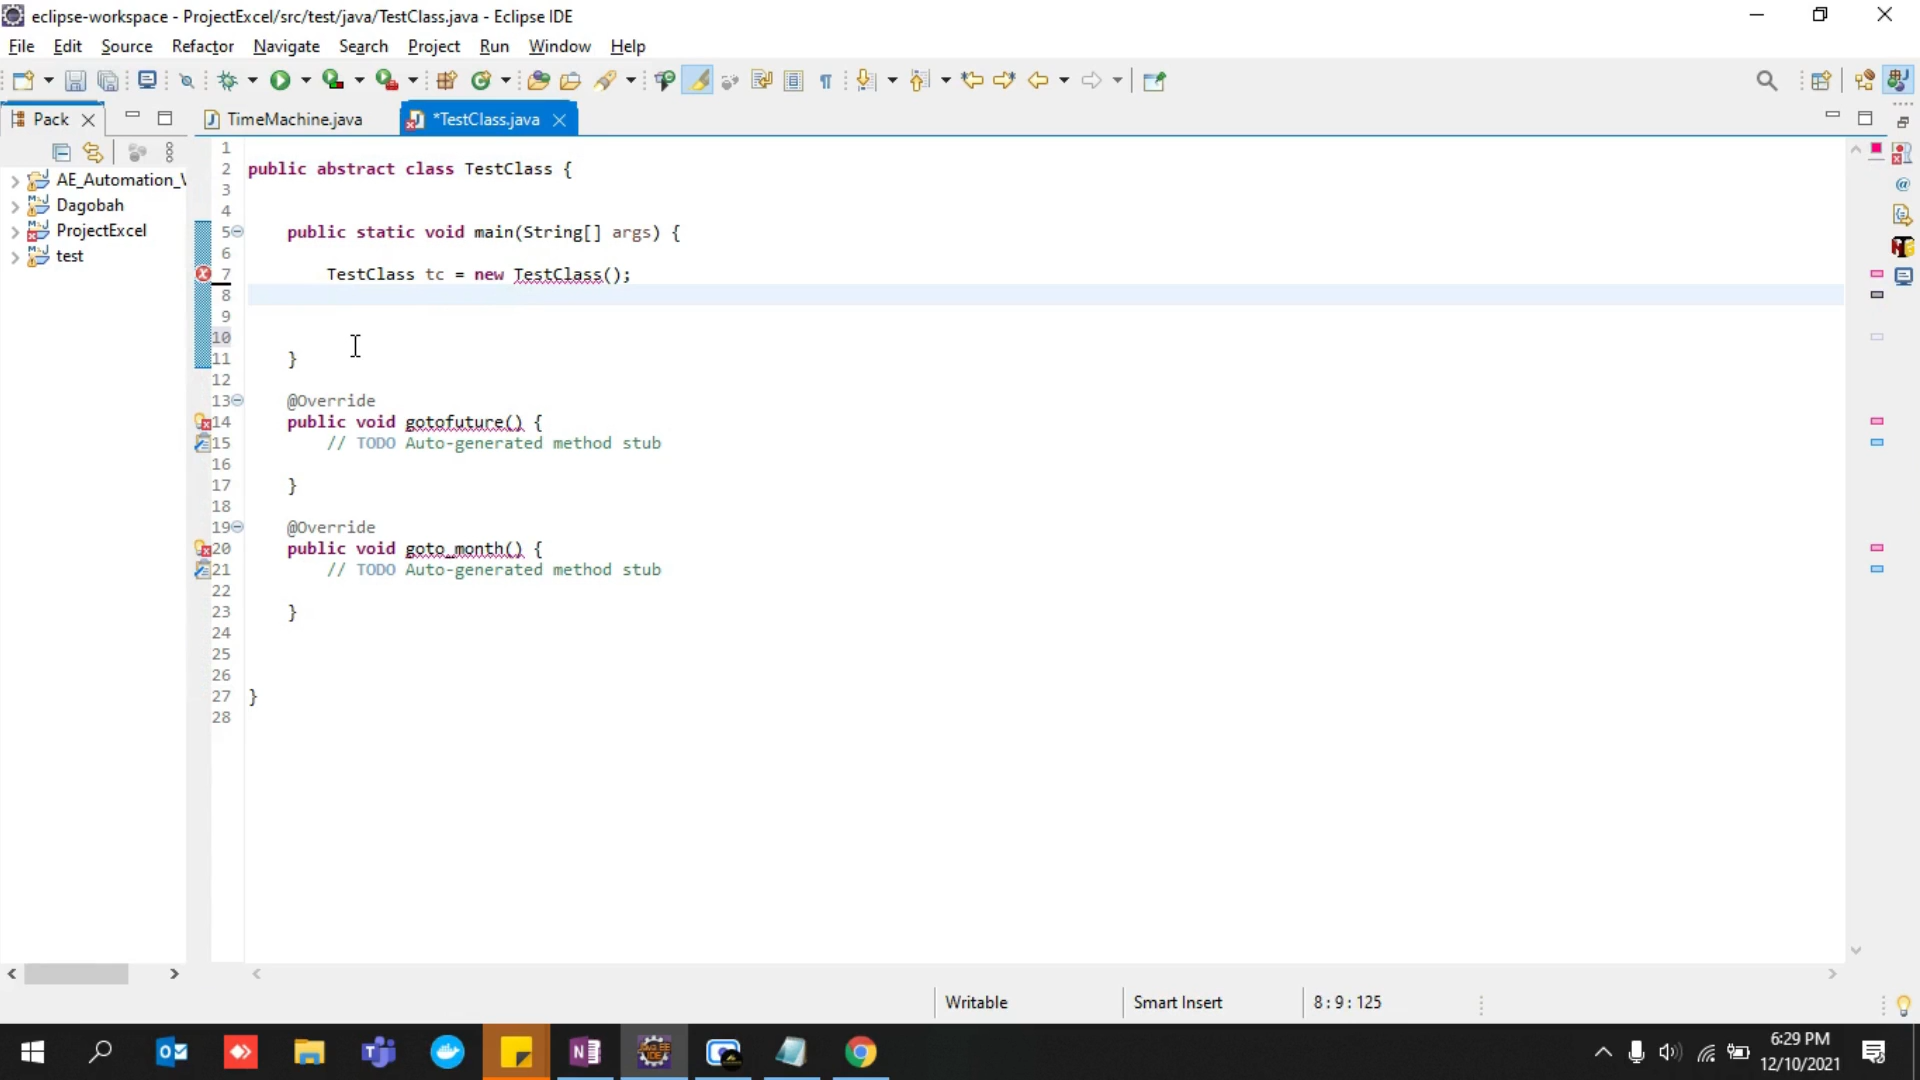 eclipse-workspace - ProjectExcel/src/test/java/TestClass.java - Eclipse IDE
File Edit Source Refactor Navigate Search Project Run Window Help
Pack TimeMachine.java *TestClass.java
AE_Automation_
Dagobah
ProjectExcel
test
1
2 public abstract class TestClass {
3
4
5 public static void main(String[] args) {
6
7 TestClass tc = new TestClass();
8
9
10
11 }
12
13 @Override
14 public void gotofuture() {
15 // TODO Auto-generated method stub
16
17 }
18
19 @Override
20 public void goto_month() {
21 // TODO Auto-generated method stub
22
23 }
24
25
26
27 }
28
Writable Smart Insert 8 : 9 : 125
6:29 PM
12/10/2021